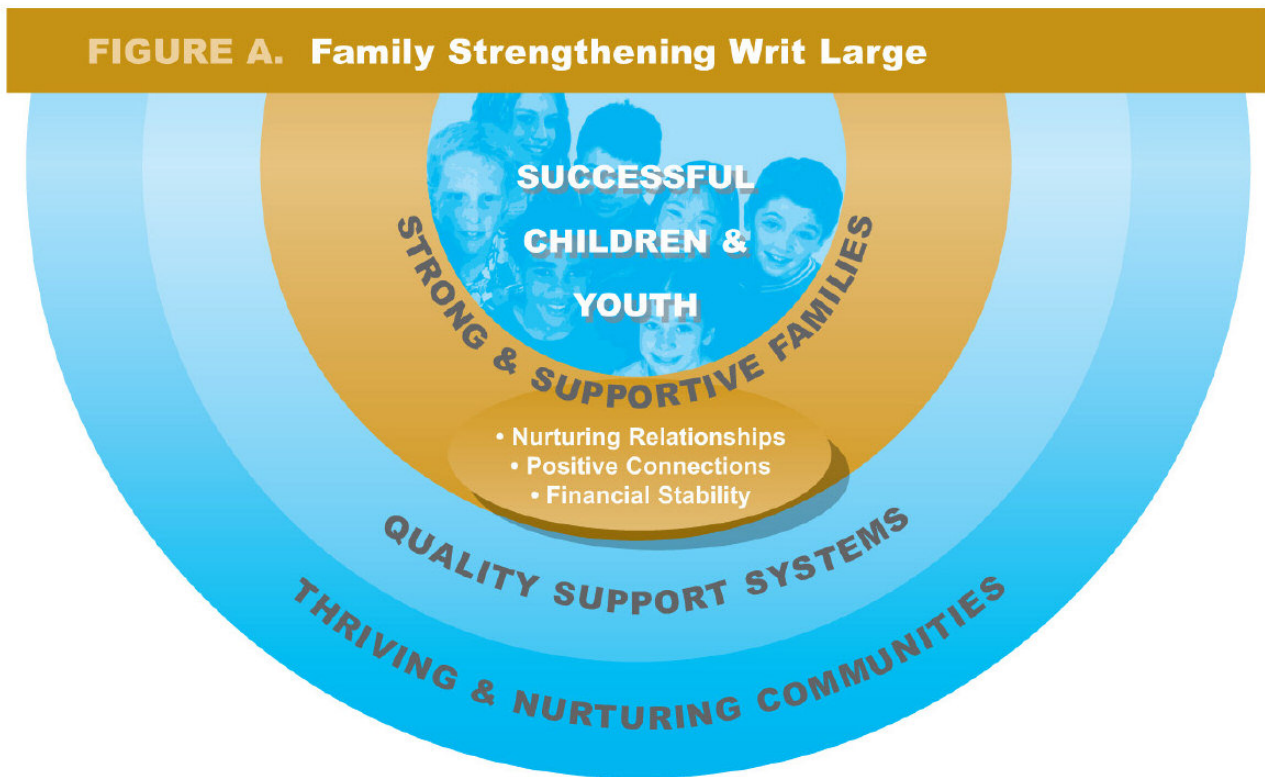 FIGURE A. Family Strengthening Writ Large
SUCCESSFUL
CHILDREN &
YOUTH
STRONG & SUPPORTIVE FAMILIES
• Nurturing Relationships
• Positive Connections
• Financial Stability
QUALITY SUPPORT SYSTEMS
THRIVING & NURTURING COMMUNITIES